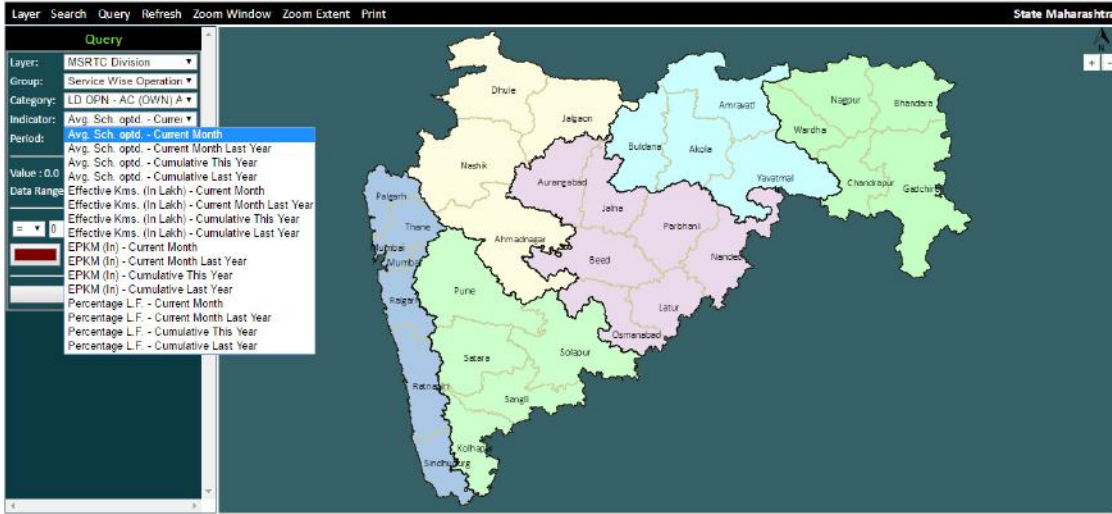 Layer Search Query Refresh Zoom Window Zoom Extent Print State Maharashtra
Query
Layer: MSRTC Division
Group: Service Wise Operation
Category: LD OPN - AC (OWN) A
Indicator: Avg. Sch. optd. - Curre
Period:
Value : 0.0
Data Range
= 0
Avg. Sch. optd. - Current Month
Avg. Sch. optd. - Current Month Last Year
Avg. Sch. optd. - Cumulative This Year
Avg. Sch. optd. - Cumulative Last Year
Effective Kms. (In Lakh) - Current Month
Effective Kms. (In Lakh) - Current Month Last Year
Effective Kms. (In Lakh) - Cumulative This Year
Effective Kms. (In Lakh) - Cumulative Last Year
EPKM (In) - Current Month
EPKM (In) - Current Month Last Year
EPKM (In) - Cumulative This Year
EPKM (In) - Cumulative Last Year
Percentage L.F. - Current Month
Percentage L.F. - Current Month Last Year
Percentage L.F. - Cumulative This Year
Percentage L.F. - Cumulative Last Year
N
+ -
Dhule
Jalgaon
Nashik
Ahmadnagar
Buldana
Akola
Amravati
Yavatmal
Nagpur
Bhandara
Wardha
Chandrapur
Gadchiro
Aurangabad
Jalna
Parbhani
Beed
Nanded
Latur
Osmanabad
Palgarh
Thane
Mumbai
Mumbai
Raigarh
Pune
Satara
Solapur
Sangli
Ratnagiri
Kolhapur
Sindhudurg